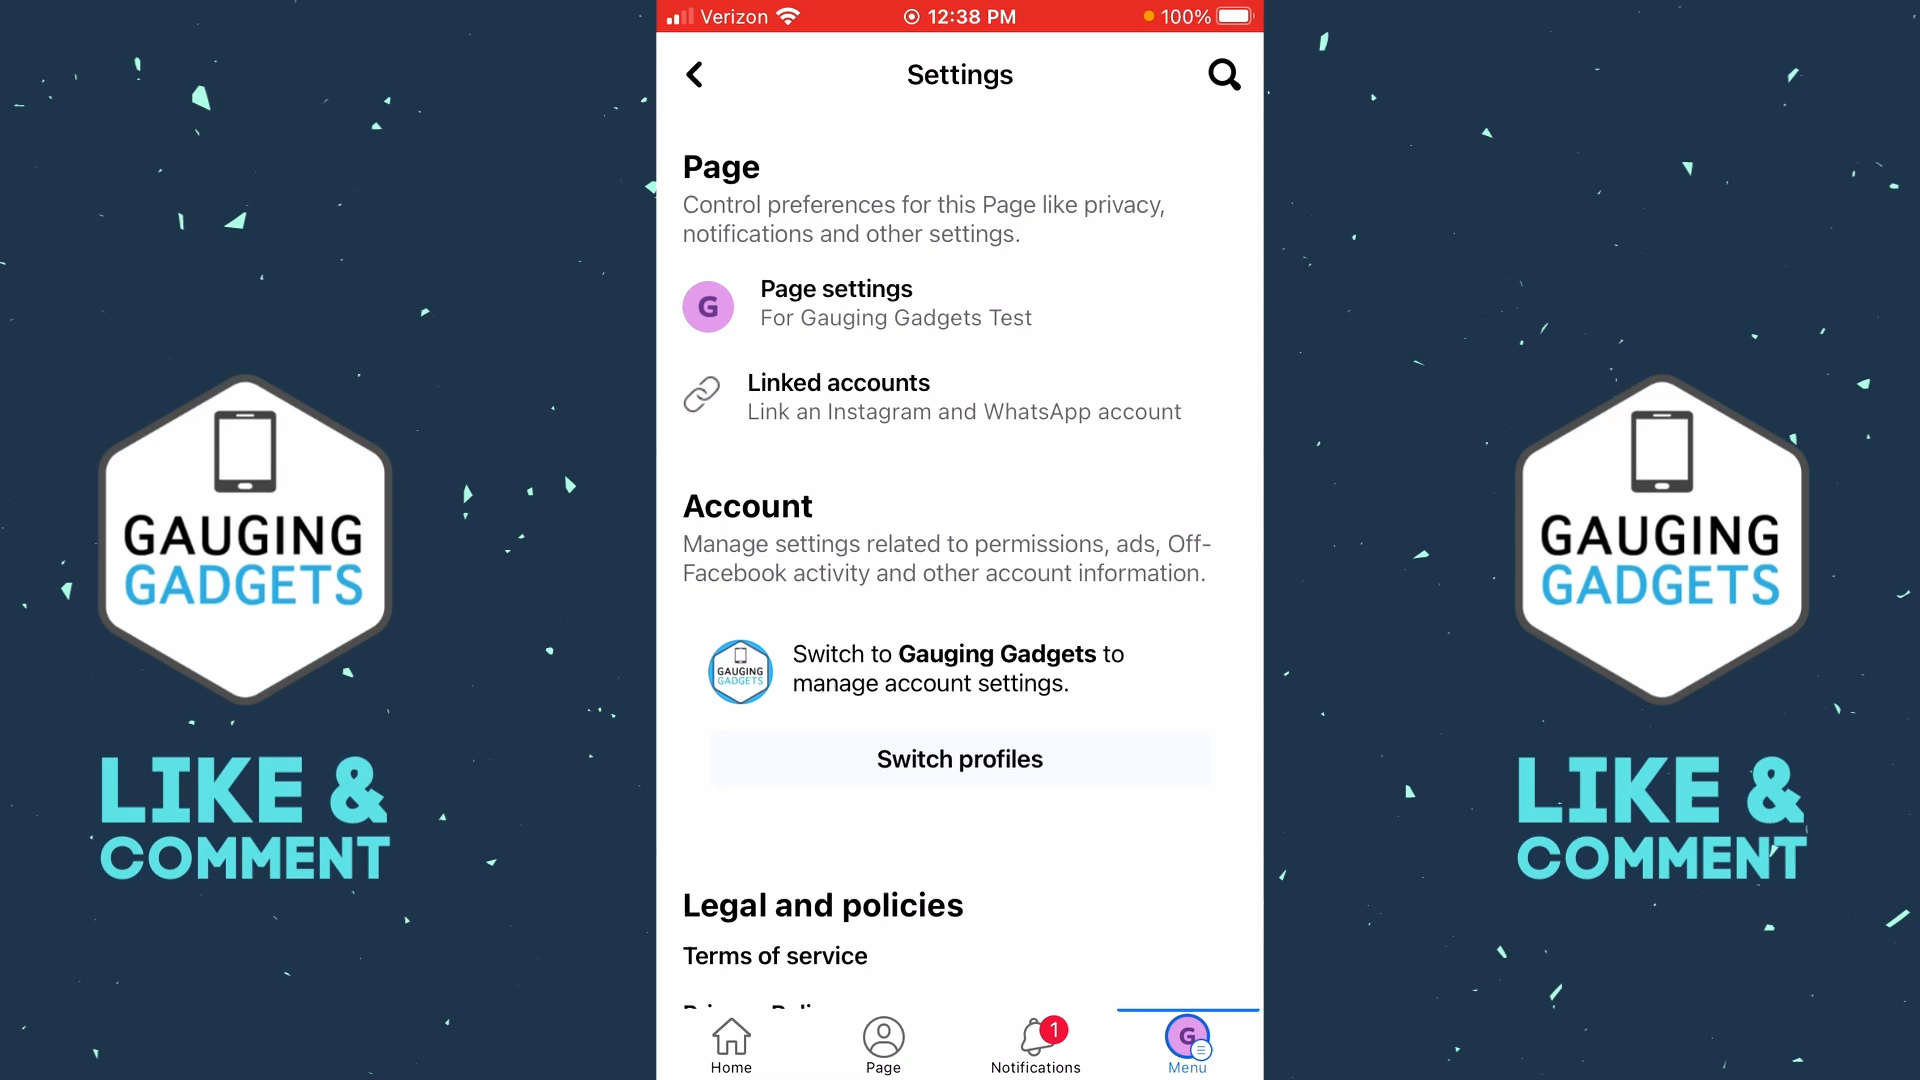 Verizon
12:38 PM
100%
Settings
Page
Control preferences for this Page like privacy,
notifications and other settings.
G
Page settings
For Gauging Gadgets Test
Linked accounts
Link an Instagram and WhatsApp account
Account
Manage settings related to permissions, ads, Off-
Facebook activity and other account information.
GAUGING
GADGETS
Switch to Gauging Gadgets to
manage account settings.
Switch profiles
Legal and policies
Terms of service
Home
Page
1
Notifications
G
Menu
GAUGING
GADGETS
LIKE &
COMMENT
GAUGING
GADGETS
LIKE &
COMMENT